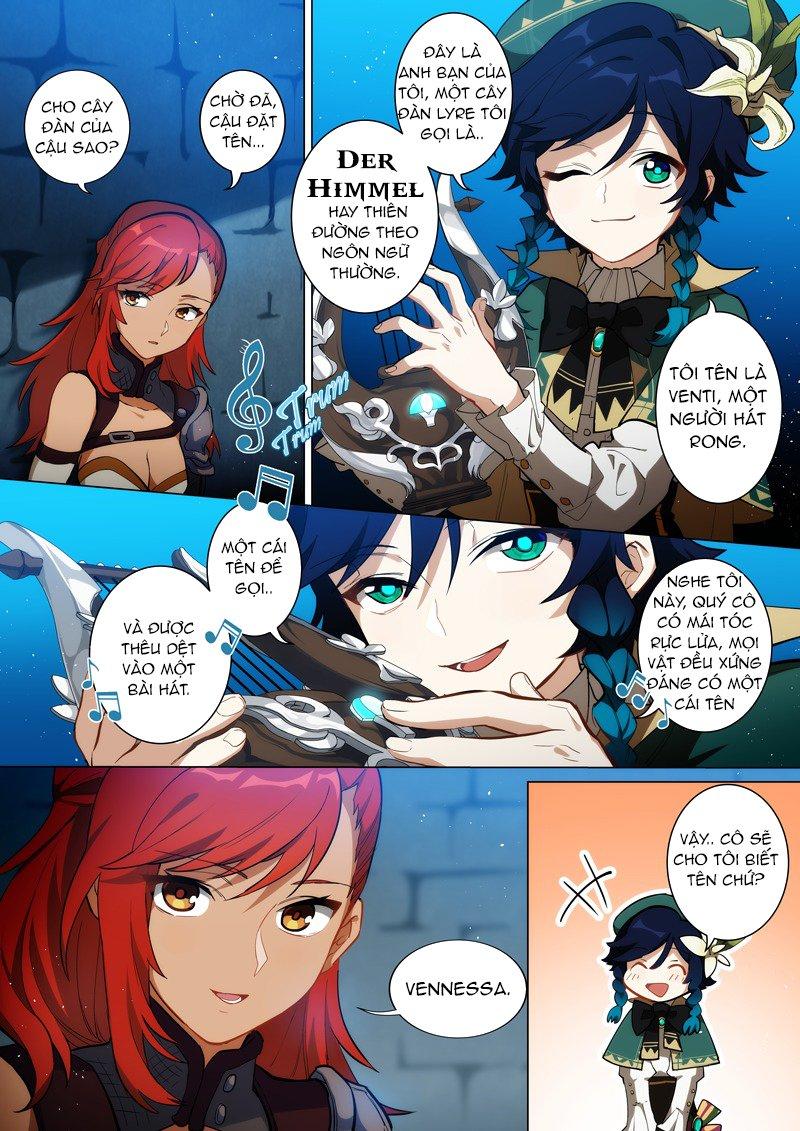 TÔI TÊN LÀ
VENTI, MỘT
NGƯỜI HÁT
RONG.
ĐÂY LÀ
ANH BẠN CỦA
TÔI, MỘT CÂY
ĐÀN LYRE TÔI
GỌI LÀ..
DER
HIMMEL
HAY THIÊN
ĐƯỜNG THEO
NGÔN NGỮ
THƯỜNG.
CHỜ ĐÃ,
CẬU ĐẶT
TÊN...
CHO CÂY
ĐÀN CỦA
CẬU SAO?
Trum
Trum
NGHE TÔI
NÀY, QUÝ CÔ
CÓ MÁI TÓC
RỰC LỬA, MỌI
VẬT ĐỀU XỨNG
ĐÁNG CÓ MỘT
CÁI TÊN
MỘT CÁI
TÊN ĐỂ
GỌI..
VÀ ĐƯỢC
THÊU DỆT
VÀO MỘT
BÀI HÁT.
VẬY.. CÔ SẼ
CHO TÔI BIẾT
TÊN CHỨ?
VENNESSA.